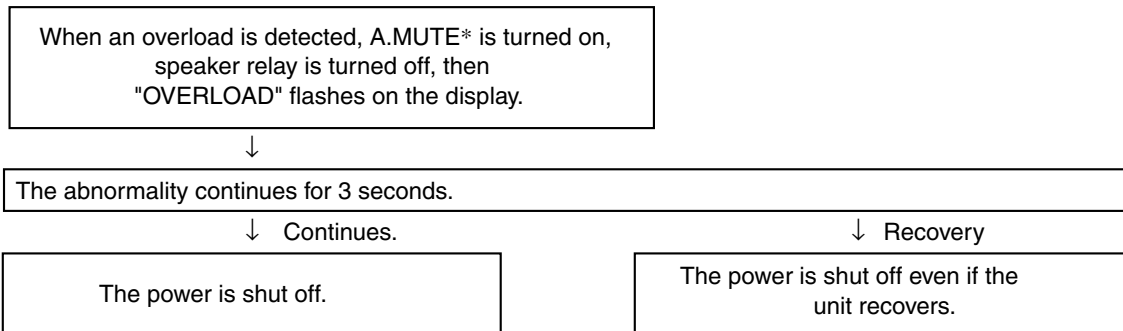 When an overload is detected, A.MUTE* is turned on,
speaker relay is turned off, then
"OVERLOAD" flashes on the display.
↓
The abnormality continues for 3 seconds.
↓ Continues.
↓ Recovery
The power is shut off.
The power is shut off even if the
unit recovers.